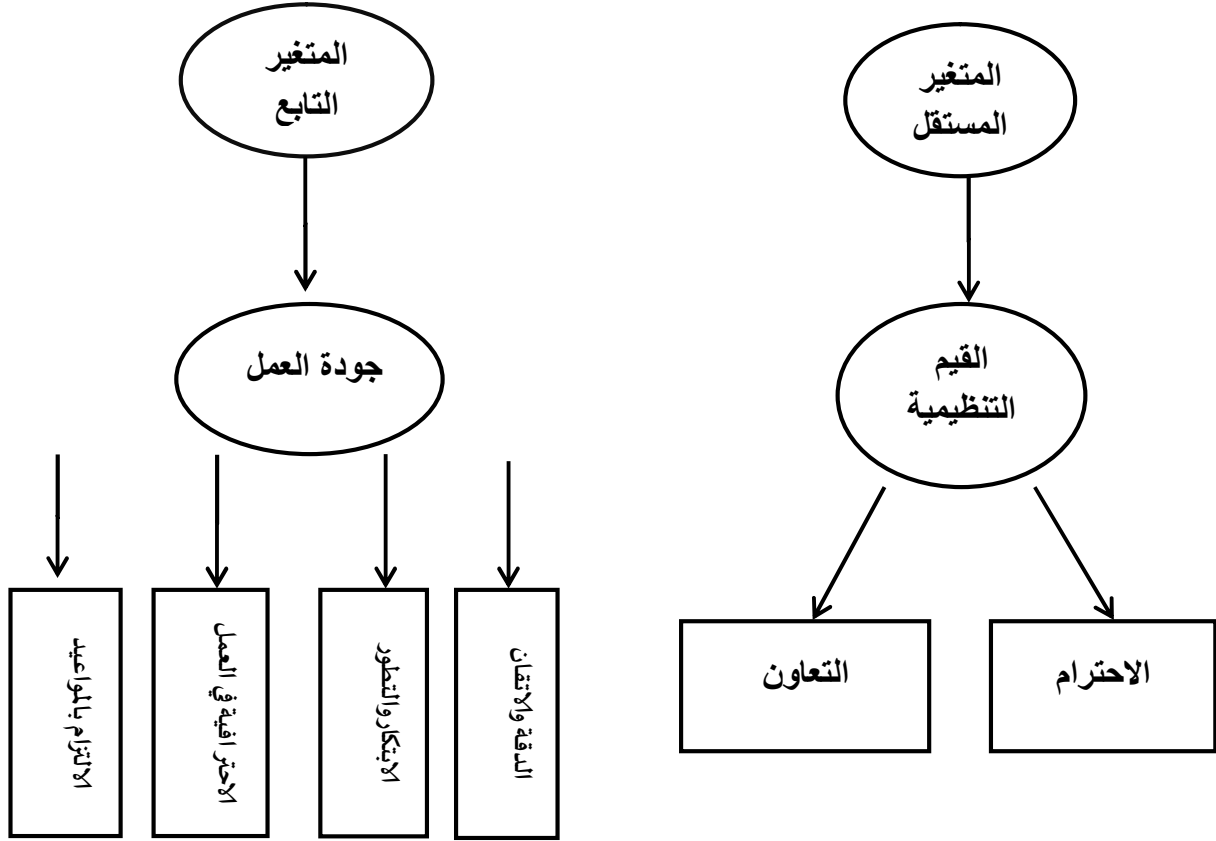 المتغير
المستقل
القيم
التنظيمية
الاحترام
التعاون
المتغير
التابع
جودة العمل
الدقة والاتقان
الابتكار والتطور
الاحترافية في العمل
الالتزام بالمواعيد